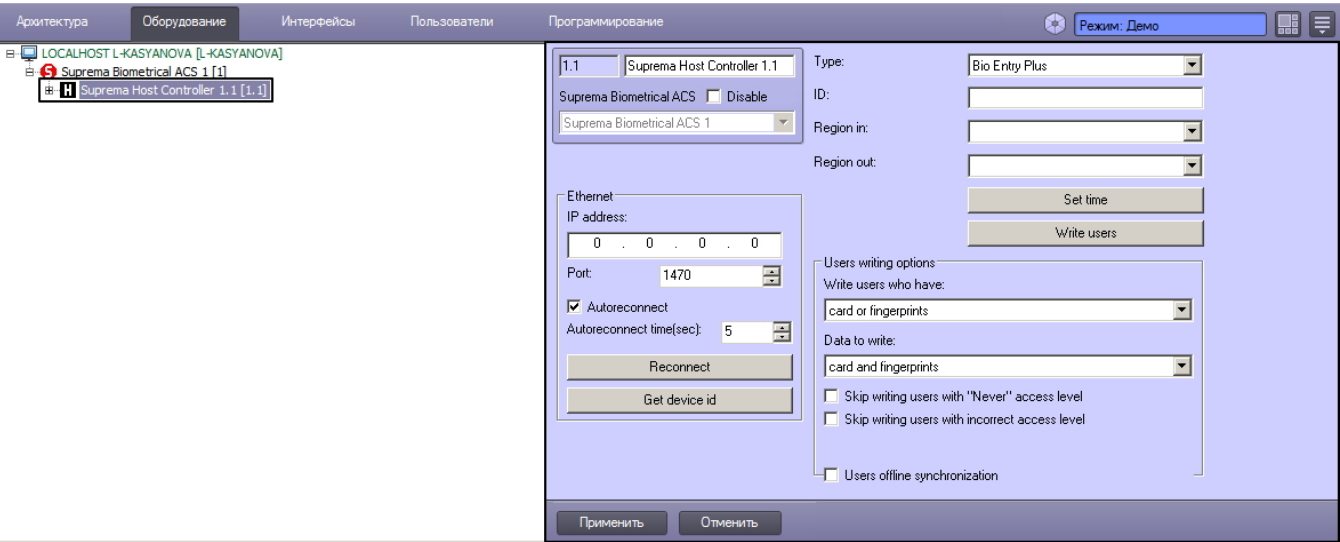 Архитектура Оборудование Интерфейсы Пользователи Программирование Режим: Демо
LOCALHOST L-KASYANOVA [L-KASYANOVA]
Suprema Biometrical ACS 1 [1]
H Suprema Host Controller 1.1 [1.1]
1.1 Suprema Host Controller 1.1
Suprema Biometrical ACS Disable
Suprema Biometrical ACS 1
Ethernet
IP address:
0 . 0 . 0 . 0
Port: 1470
Autoreconnect
Autoreconnect time(sec): 5
Reconnect
Get device id
Type: Bio Entry Plus
ID:
Region in:
Region out:
Set time
Write users
Users writing options
Write users who have:
card or fingerprints
Data to write:
card and fingerprints
Skip writing users with "Never" access level
Skip writing users with incorrect access level
Users offline synchronization
Применить Отменить